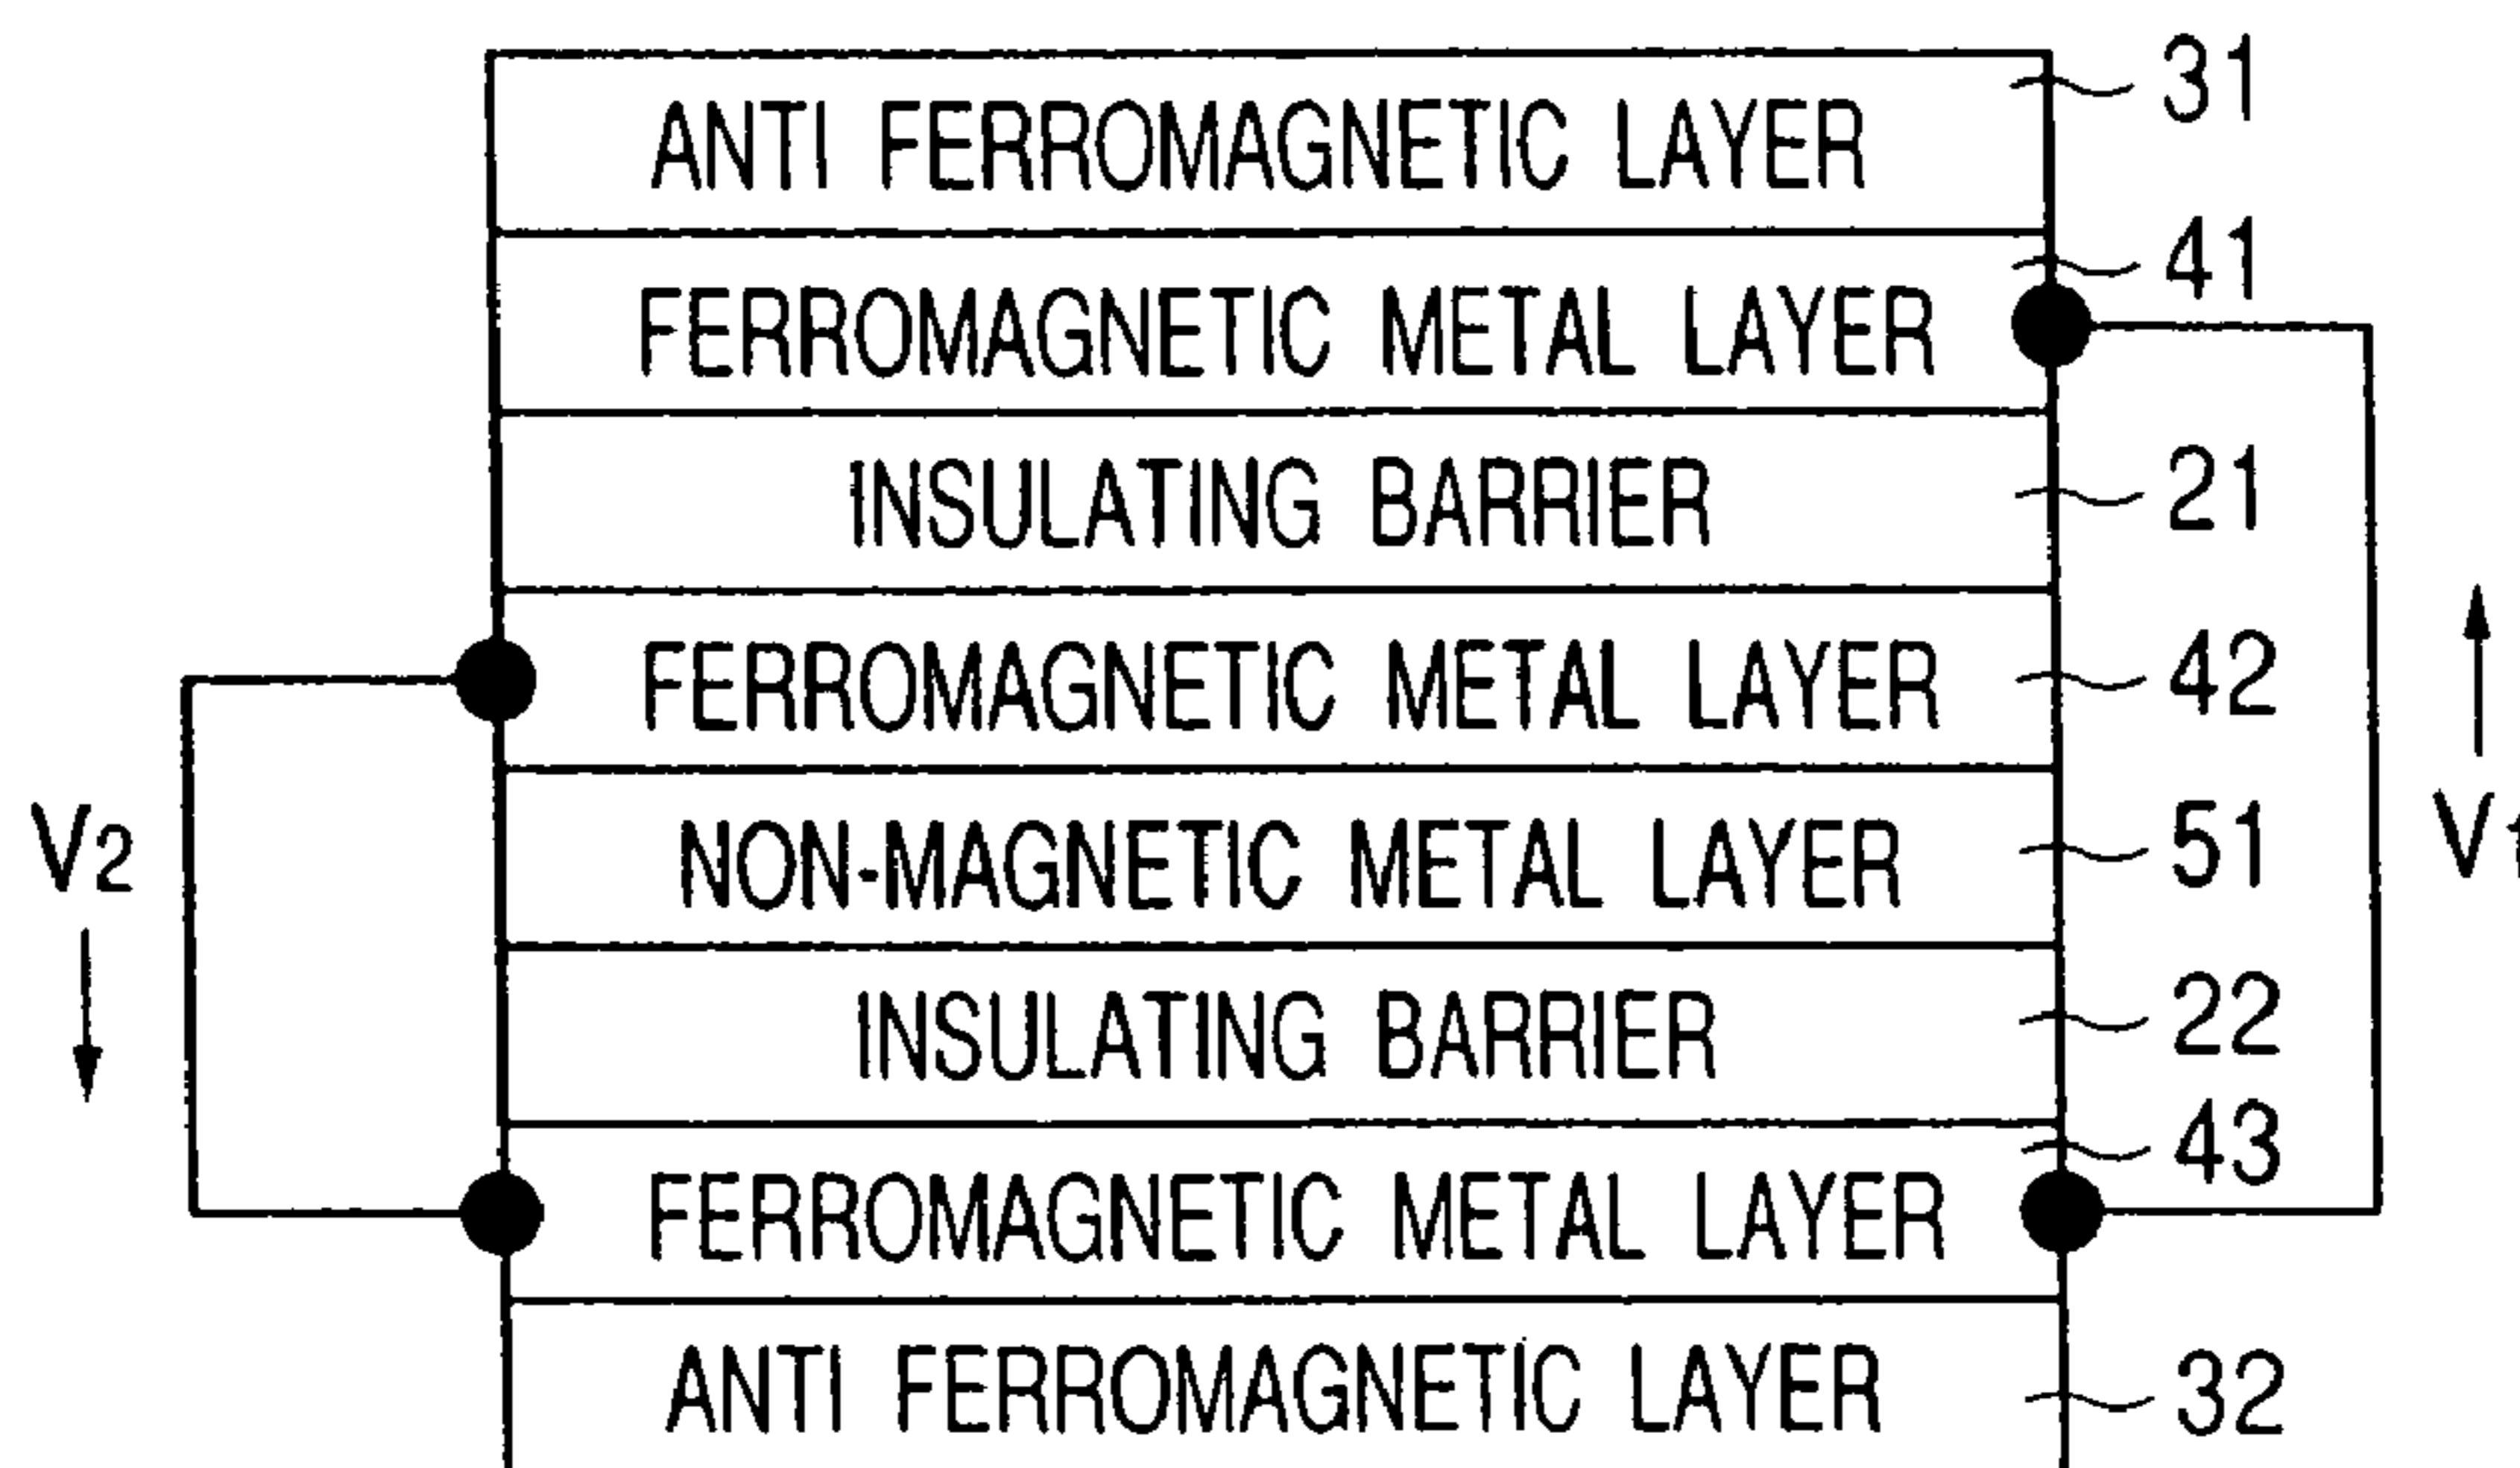 ANTI FERROMAGNETIC LAYER 31
FERROMAGNETIC METAL LAYER 41
INSULATING BARRIER 21
FERROMAGNETIC METAL LAYER 42
NON-MAGNETIC METAL LAYER 51
V2
V1
INSULATING BARRIER 22
FERROMAGNETIC METAL LAYER 43
ANTI FERROMAGNETIC LAYER 32